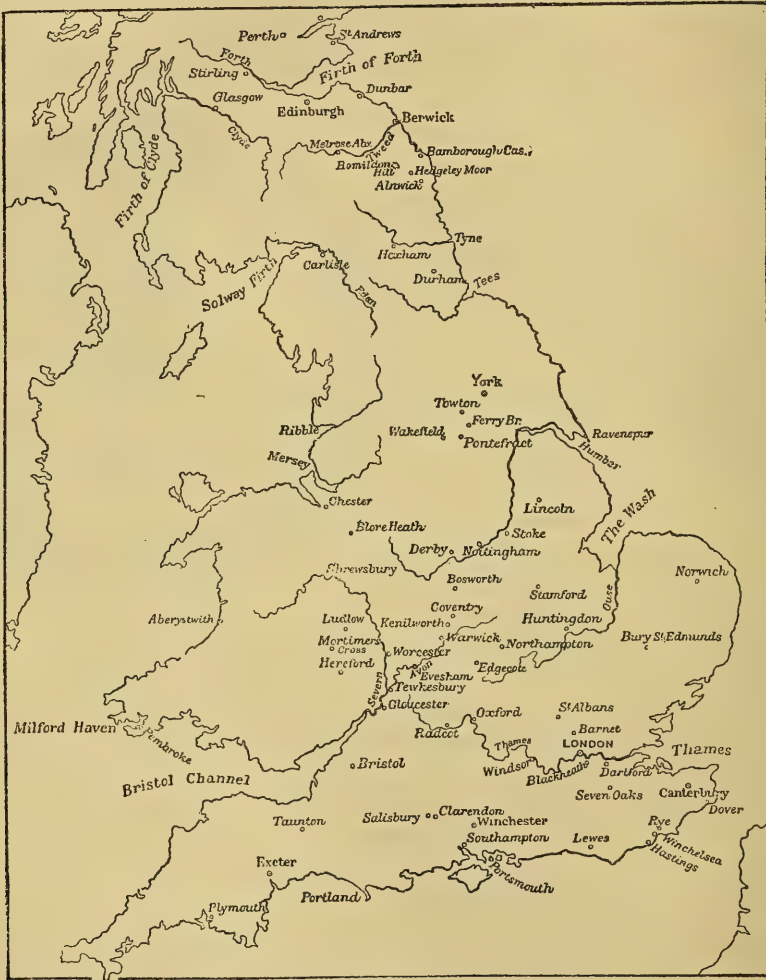 Perth
St Andrews
Forth
Firth of Forth
Stirling
Dunbar
Glasgow
Edinburgh
Berwick
Clyde
Melrose Abx.
Tweed
Bamborough Cas.
Homildon
Hill
Hedgeley Moor
Alnwick
Firth of Clyde
Tyne
Hexham
Carlisle
Solway Firth
Eden
Durham
Tees
York
Towton
Ferry Br.
Wakefield
Pontefract
Ravenspur
Humber
Ribble
Mersey
Chester
Lincoln
The Wash
Blore Heath
Stoke
Derby
Nottingham
Shrewsbury
Bosworth
Stamford
Ouse
Norwich
Aberystwith
Ludlow
Kenilworth
Coventry
Huntingdon
Mortimers
Cross
Warwick
Northampton
Bury St. Edmunds
Worcester
Hereford
Avon
Evesham
Edgecote
Severn
Tewkesbury
Gloucester
Milford Haven
Pembroke
Radcot
Oxford
St Albans
Barnet
Thames
LONDON
Thames
Windsor
Blackheath
Dartford
Bristol Channel
Bristol
Seven Oaks
Canterbury
Dover
Taunton
Salisbury
Clarendon
Winchester
Rye
Winchelsea
Southampton
Lewes
Hastings
Exeter
Portsmouth
Portland
Plymouth